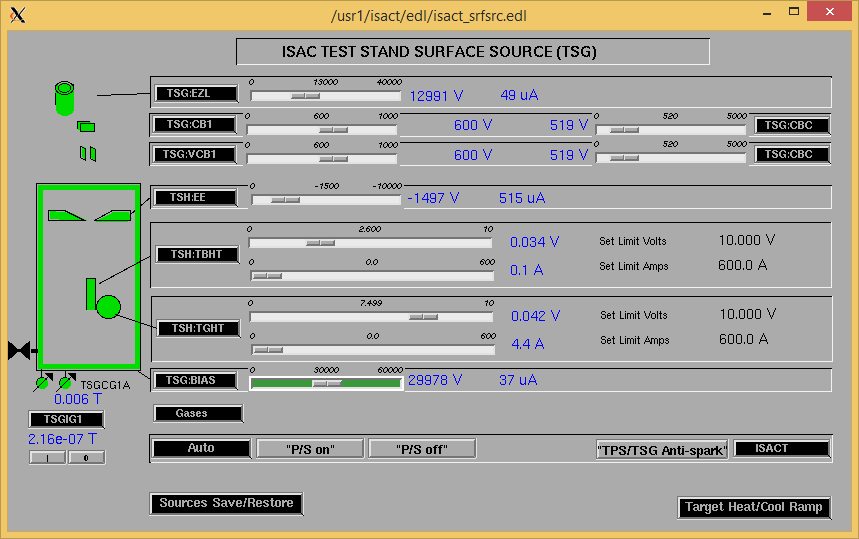 /usr1/isact/edl/isact_srfsrc.edl
ISAC TEST STAND SURFACE SOURCE (TSG)
0 13000 40000
TSG:EZL 12991 V 49 uA
0 600 1000 0 520 5000
TSG:CB1 600 V 519 V TSG:CBC
0 600 1000 0 520 5000
TSG:VCB1 600 V 519 V TSG:CBC
0 -1500 -10000
TSH:EE -1497 V 515 uA
0 2.600 10
0.034 V Set Limit Volts 10.000 V
TSH:TBHT
0 0.0 600
0.1 A Set Limit Amps 600.0 A
0 7.499 10
0.042 V Set Limit Volts 10.000 V
TSH:TGHT
0 0.0 600
4.4 A Set Limit Amps 600.0 A
0 30000 60000
TSG:BIAS 29978 V 37 uA
TSGCG1A
0.006 T
TSGIG1
2.16e-07 T
I 0
Gases
Auto "P/S on" "P/S off" "TPS/TSG Anti-spark" ISACT
Sources Save/Restore
Target Heat/Cool Ramp